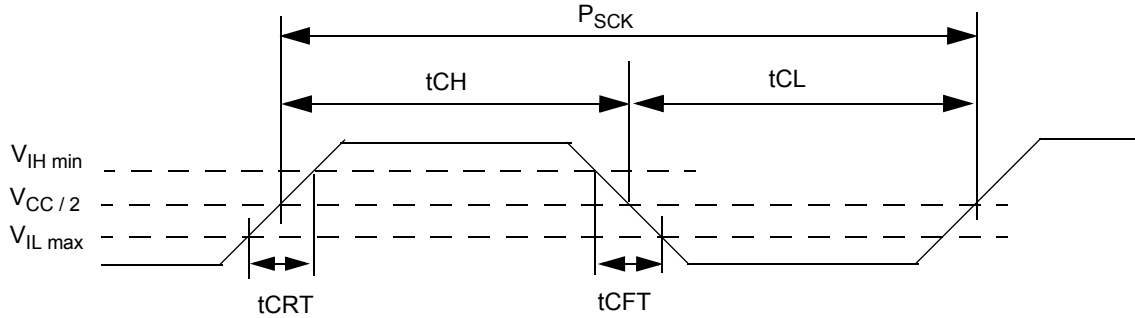 PSCK
tCH
tCL
VIH min
VCC / 2
VIL max
tCRT
tCFT